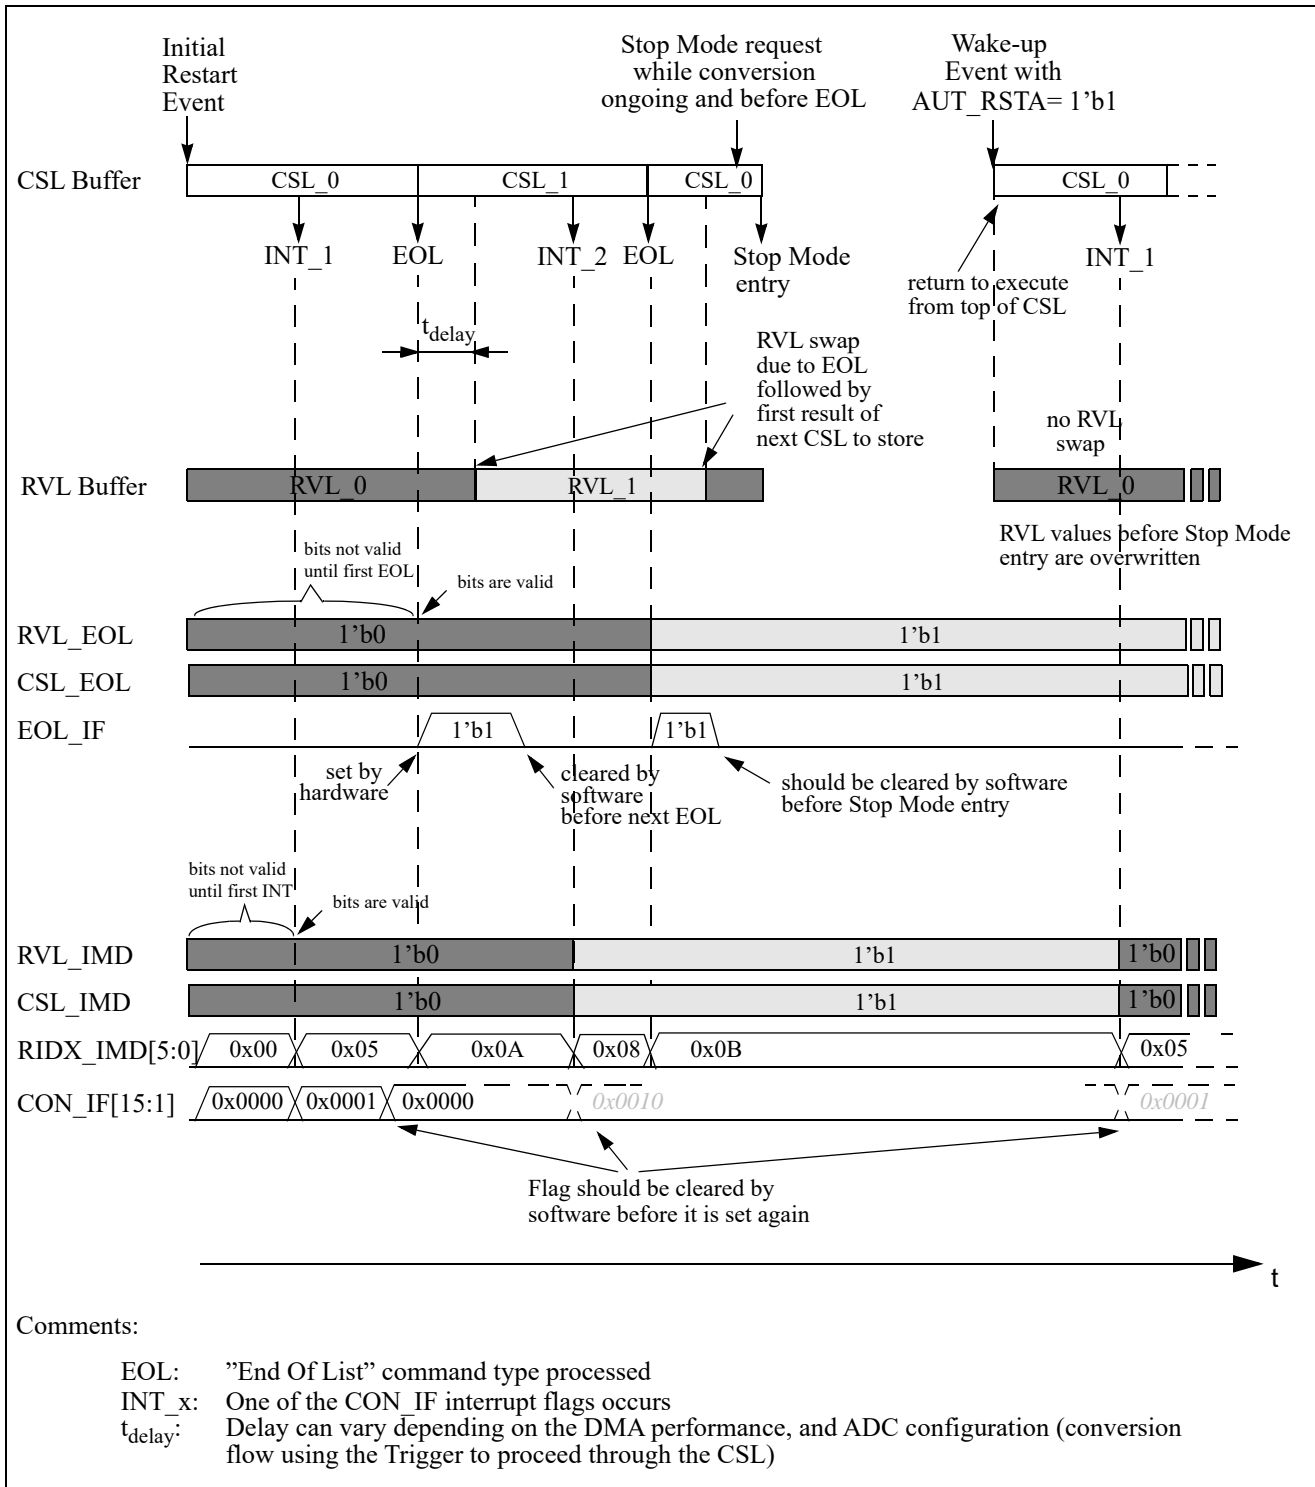 Initial
Restart
Event
Stop Mode request
while conversion
ongoing and before EOL
Wake-up
Event with
AUT_RSTA= 1’b1
CSL Buffer
CSL_0
CSL_1
CSL_0
CSL_0
INT_1
EOL
INT_2
EOL
Stop Mode
entry
INT_1
return to execute
from top of CSL
tdelay
RVL swap
due to EOL
followed by
first result of
next CSL to store
no RVL
swap
RVL Buffer
RVL_0
RVL_1
RVL_0
RVL values before Stop Mode
entry are overwritten
bits not valid
until first EOL
bits are valid
RVL_EOL
1’b0
1’b1
CSL_EOL
1’b0
1’b1
EOL_IF
1’b1
1’b1
set by
hardware
cleared by
software
before next EOL
should be cleared by software
before Stop Mode entry
bits not valid
until first INT
bits are valid
RVL_IMD
1’b0
1’b1
1’b0
CSL_IMD
1’b0
1’b1
1’b0
RIDX_IMD[5:0]
0x00
0x05
0x0A
0x08
0x0B
0x05
CON_IF[15:1]
0x0000
0x0001
0x0000
0x0010
0x0001
Flag should be cleared by
software before it is set again
t
Comments:
EOL: ”End Of List” command type processed
INT_x: One of the CON_IF interrupt flags occurs
tdelay: Delay can vary depending on the DMA performance, and ADC configuration (conversion
flow using the Trigger to proceed through the CSL)